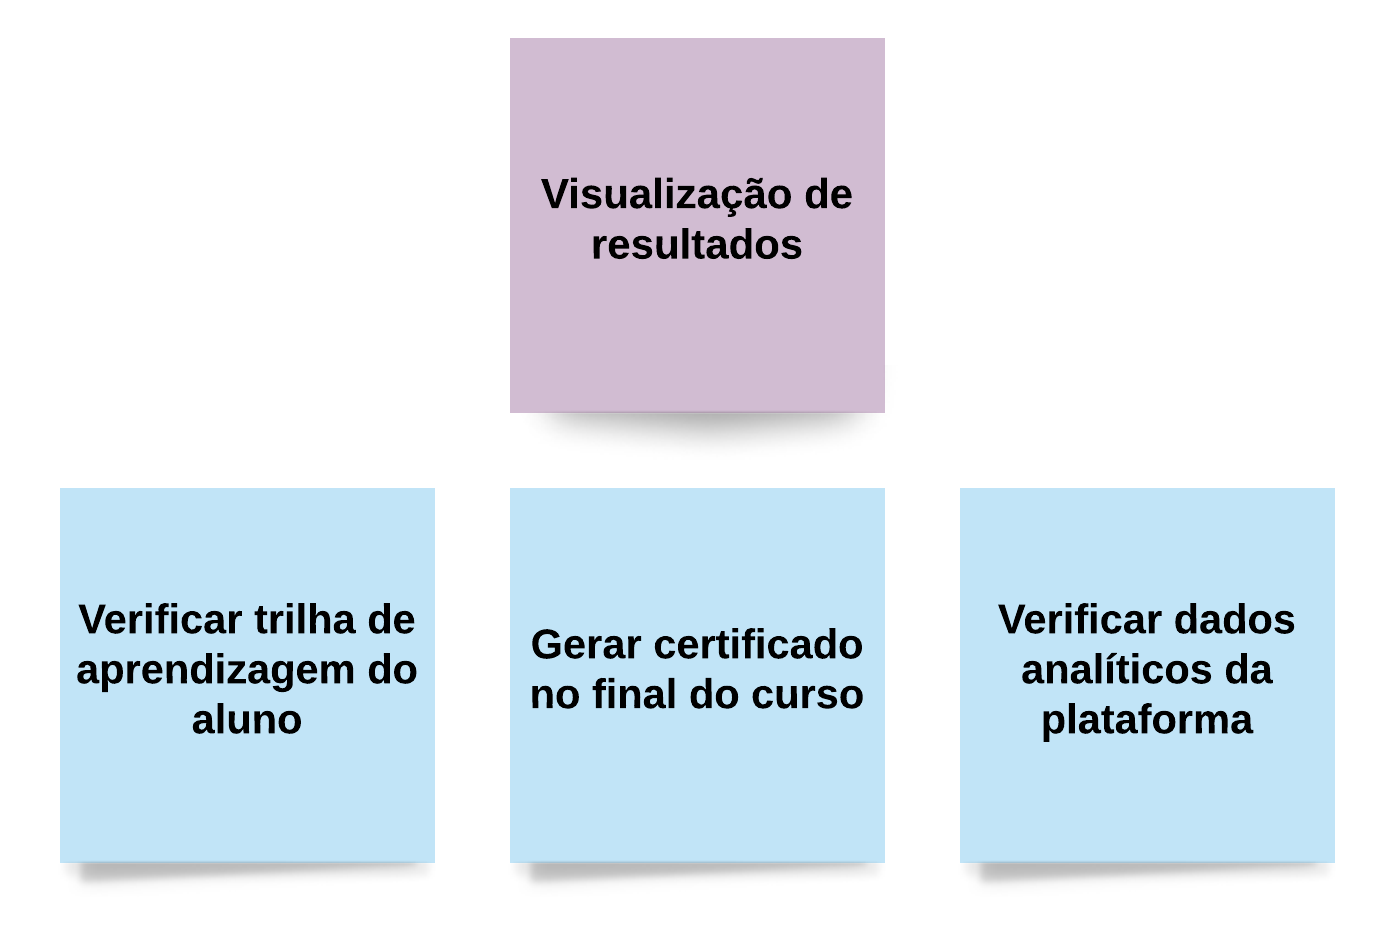 Visualização de
resultados
Verificar trilha de
aprendizagem do
aluno
Gerar certificado
no final do curso
Verificar dados
analíticos da
plataforma